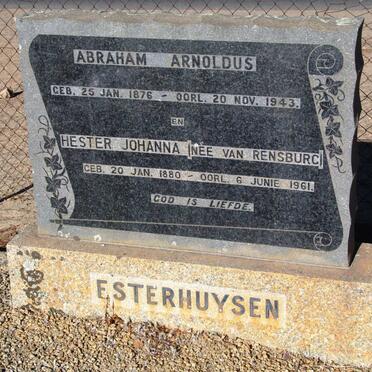 ABRAHAM ARNOLDUS
GEB. 25 JAN. 1876 - OORL. 20 NOV. 1943.
EN
HESTER JOHANNA [NÉE VAN RENSBURG]
GEB. 20 JAN. 1880 - OORL. 6 JUNIE 1961.
GOD IS LIEFDE.
ESTERHUYSEN